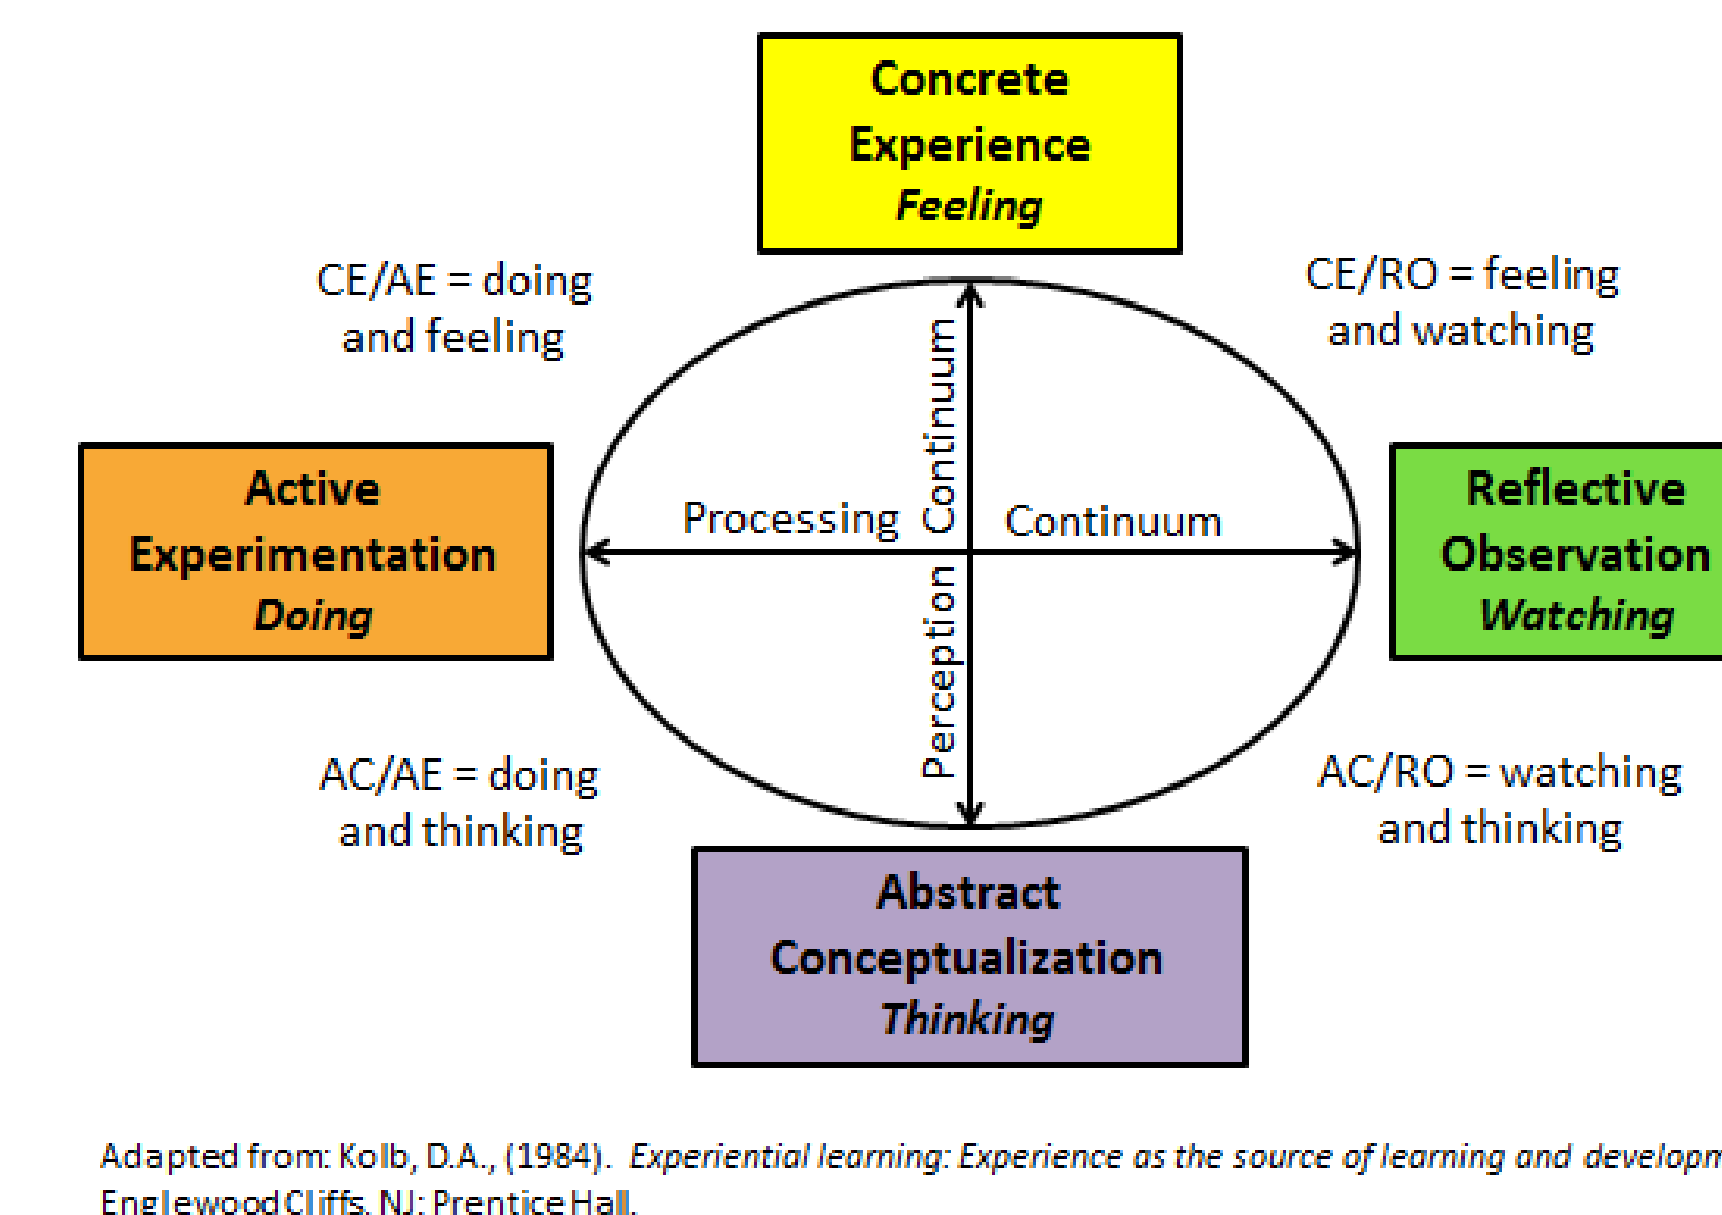 Concrete
Experience
Feeling
CE/AE = doing
and feeling
CE/RO = feeling
and watching
Active
Experimentation
Doing
Processing Continuum
Perception Continuum
Reflective
Observation
Watching
AC/AE = doing
and thinking
AC/RO = watching
and thinking
Abstract
Conceptualization
Thinking
Adapted from: Kolb, D.A., (1984). Experiential learning: Experience as the source of learning and
Englewood Cliffs, NJ: Prentice Hall.